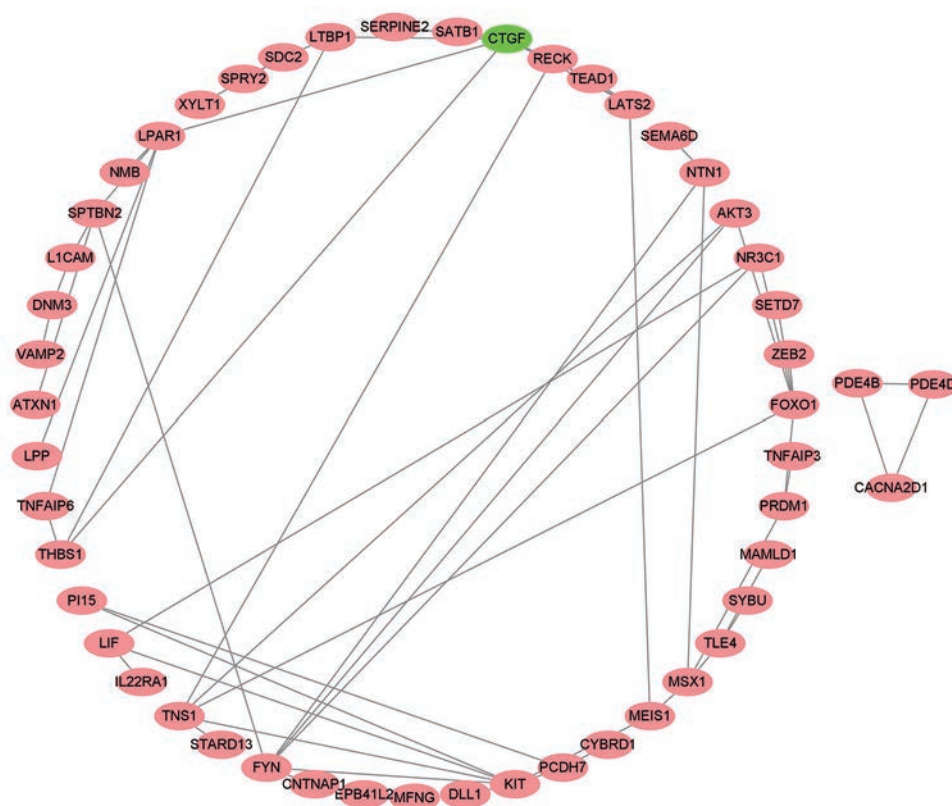 SERPINE2
SATB1
LTBP1
CTGF
SDC2
RECK
SPRY2
TEAD1
XYLT1
LATS2
LPAR1
SEMA6D
NMB
NTN1
SPTBN2
AKT3
L1CAM
NR3C1
DNM3
SETD7
VAMP2
ZEB2
PDE4B
PDE4D
ATXN1
FOXO1
LPP
TNFAIP3
CACNA2D1
TNFAIP6
PRDM1
THBS1
MAMLD1
PI15
SYBU
LIF
TLE4
IL22RA1
MSX1
TNS1
MEIS1
STARD13
CYBRD1
FYN
PCDH7
CNTNAP1
KIT
EPB41L2
MFNG
DLL1